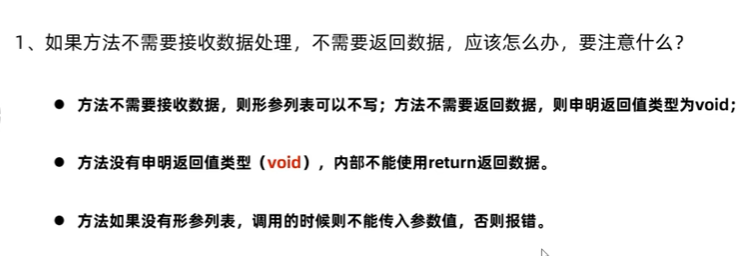 1、如果方法不需要接收数据处理，不需要返回数据，应该怎么办，要注意什么？
● 方法不需要接收数据，则形参列表可以不写；方法不需要返回数据，则申明返回值类型为void；
● 方法没有申明返回值类型（void），内部不能使用return返回数据。
● 方法如果没有形参列表，调用的时候则不能传入参数值，否则报错。